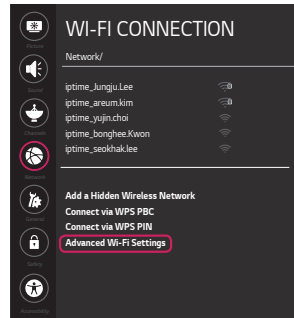 WI-FI CONNECTION
Network/
iptime_Jungju.Lee
iptime_areum.kim
iptime_yujin.choi
iptime_bonghee.Kwon
iptime_seokhak.lee
Add a Hidden Wireless Network
Connect via WPS PBC
Connect via WPS PIN
Advanced Wi-Fi Settings
Picture
Sound
Channels
Network
General
Safety
Accessibility